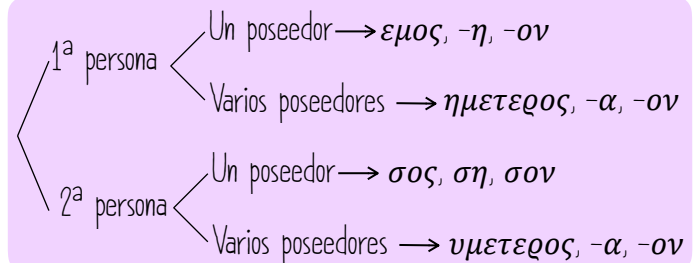 1ª persona
Un poseedor → εμος, -η, -ον
Varios poseedores → ημετερος, -α, -ον
2ª persona
Un poseedor → σος, ση, σον
Varios poseedores → υμετερος, -α, -ον